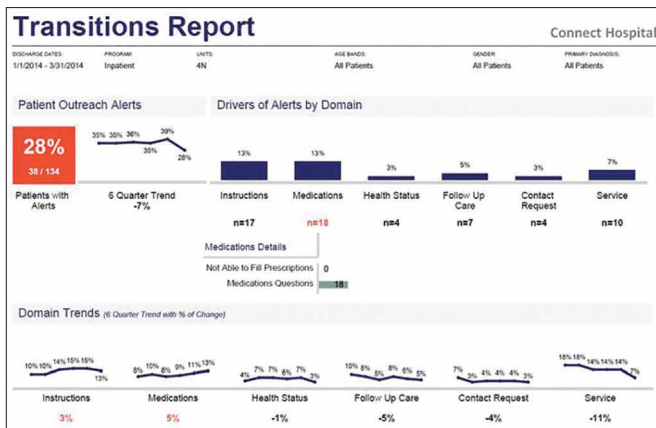 Transitions Report
Connect Hospital
DISCHARGE DATES: PROGRAM: UNITS: AGE BANDS: GENDER: PRIMARY DIAGNOSIS:
1/1/2014 - 3/31/2014 Inpatient 4N All Patients All Patients All Patients
Patient Outreach Alerts
28%
38 / 134
Patients with
Alerts
35% 35% 36% 35% 39% 28%
6 Quarter Trend
-7%
Drivers of Alerts by Domain
13% 13% 3% 5% 3% 7%
Instructions Medications Health Status Follow Up Contact Service
Care Request
n=17 n=18 n=4 n=7 n=4 n=10
Medications Details
Not Able to Fill Prescriptions 0
Medications Questions 18
Domain Trends (6 Quarter Trend with % of Change)
10% 10% 14% 15% 15% 13%
8% 10% 8% 9% 11% 13%
4% 7% 7% 6% 7% 3%
10% 8% 5% 8% 6% 5%
7% 3% 4% 4% 4% 3%
18% 18% 14% 14% 14% 7%
Instructions Medications Health Status Follow Up Care Contact Request Service
3% 5% -1% -5% -4% -11%